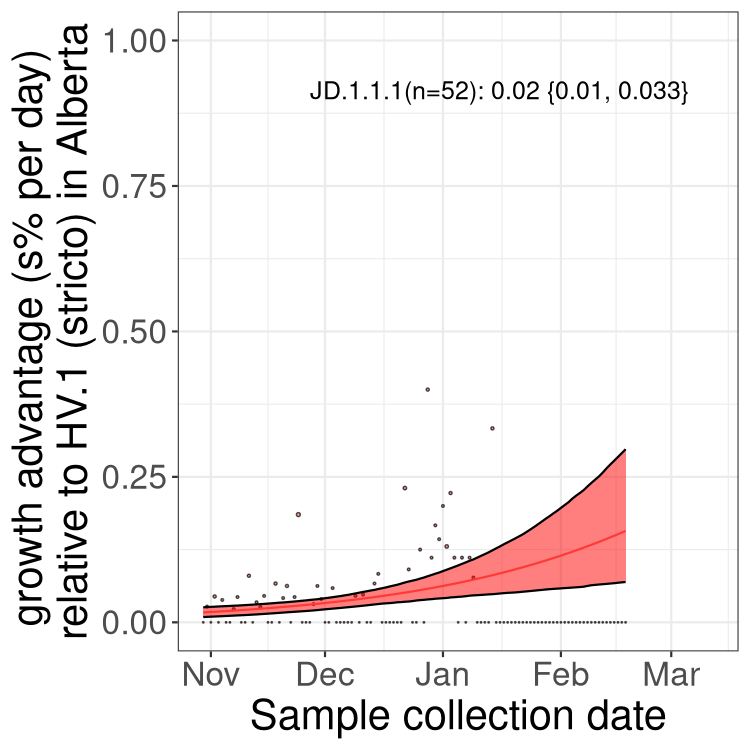 growth advantage (s% per day)
relative to HV.1 (stricto) in Alberta
1.00
0.75
0.50
0.25
0.00
JD.1.1.1(n=52): 0.02 {0.01, 0.033}
Nov Dec Jan Feb Mar
Sample collection date